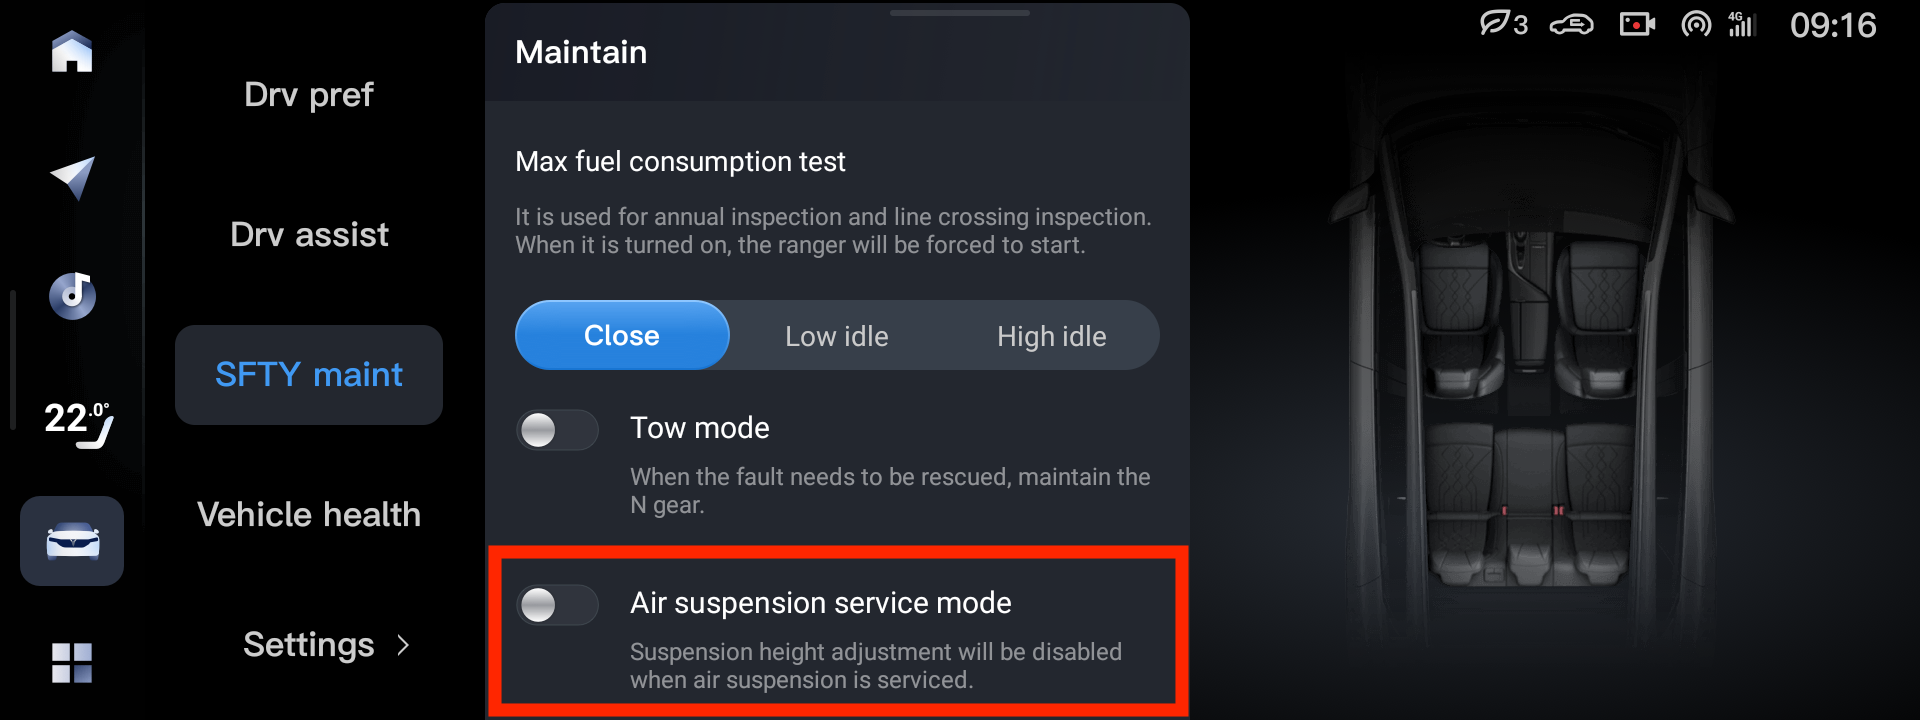 3
4G
09:16
Drv pref
Drv assist
SFTY maint
Vehicle health
Settings
22.0°
Maintain
Max fuel consumption test
It is used for annual inspection and line crossing inspection.
When it is turned on, the ranger will be forced to start.
Close
Low idle
High idle
Tow mode
When the fault needs to be rescued, maintain the
N gear.
Air suspension service mode
Suspension height adjustment will be disabled
when air suspension is serviced.